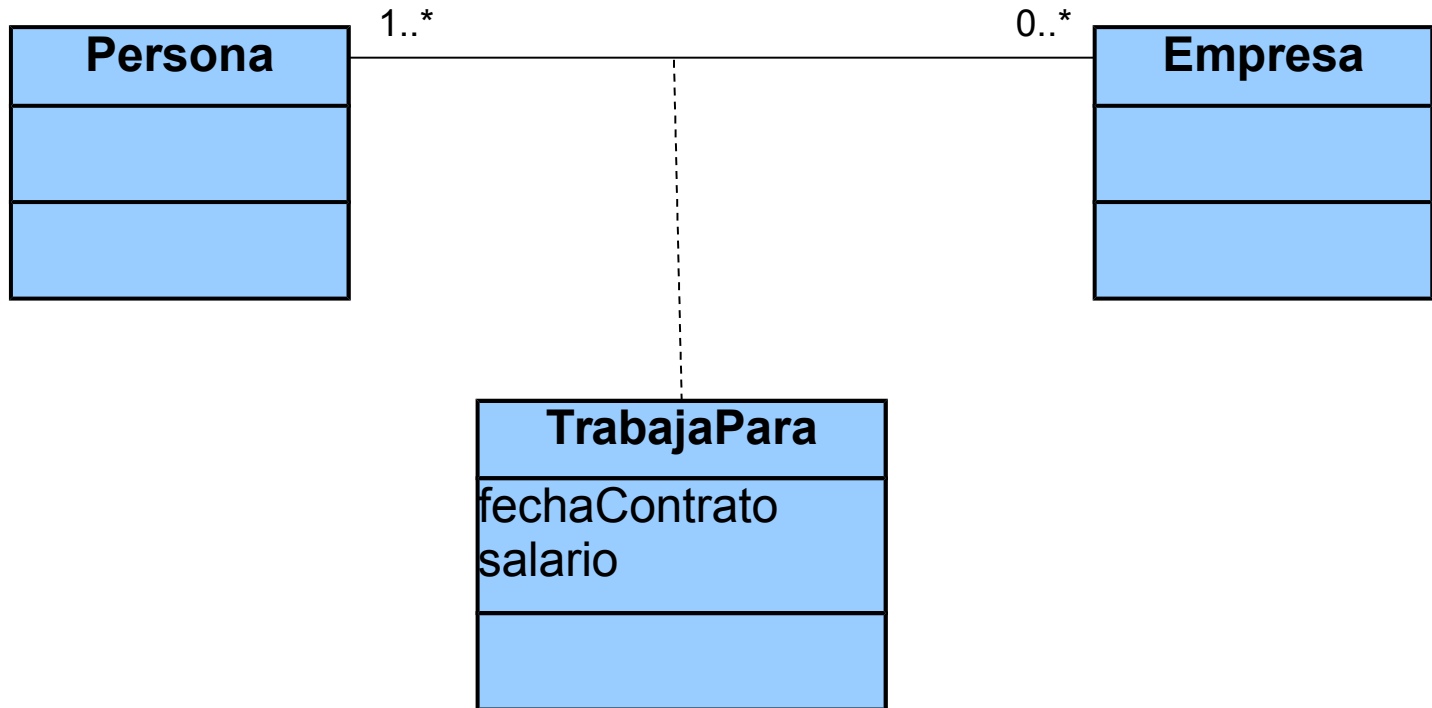 1..*
0..*
Persona
Empresa
TrabajaPara
fechaContrato
salario